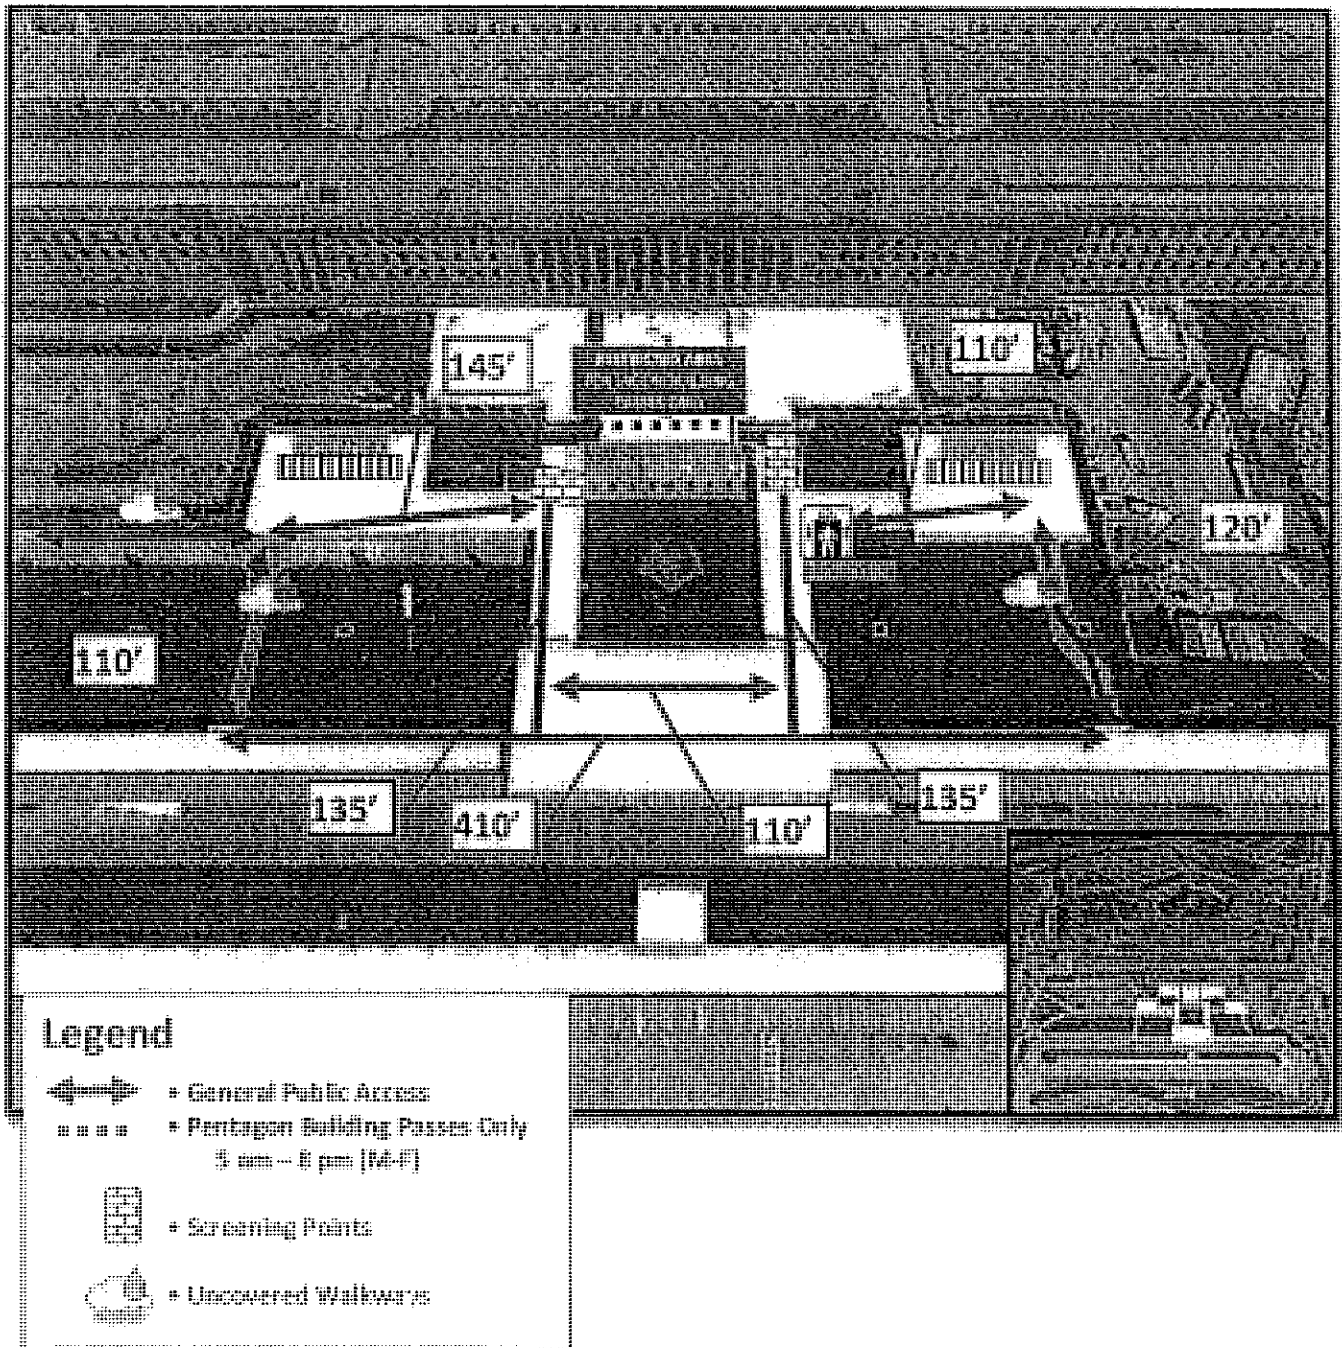 145'
110'
120'
110'
135'
410'
110'
135'
Legend
• General Public Access
• Pentagon Building Passes Only
5 am – 8 pm (M-F)
• Screening Points
• Uncovered Walkways